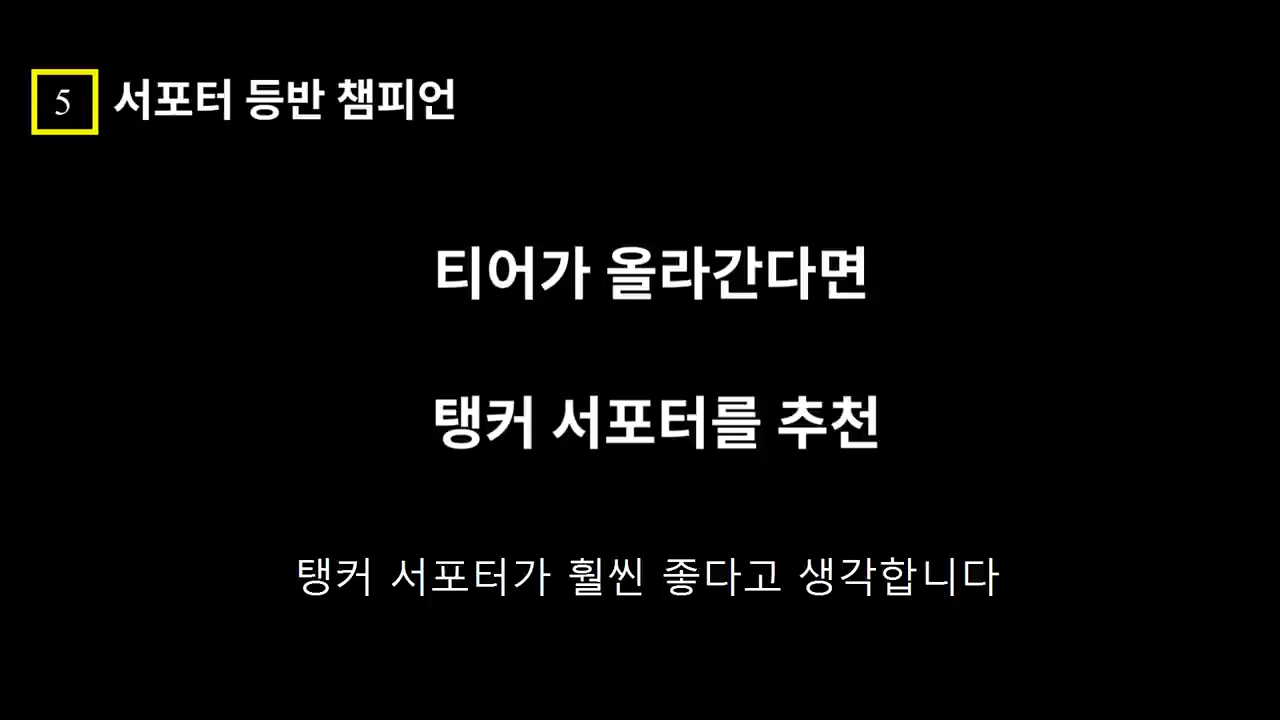 5 서포터 등반 챔피언
티어가 올라간다면
탱커 서포터를 추천
탱커 서포터가 훨씬 좋다고 생각합니다